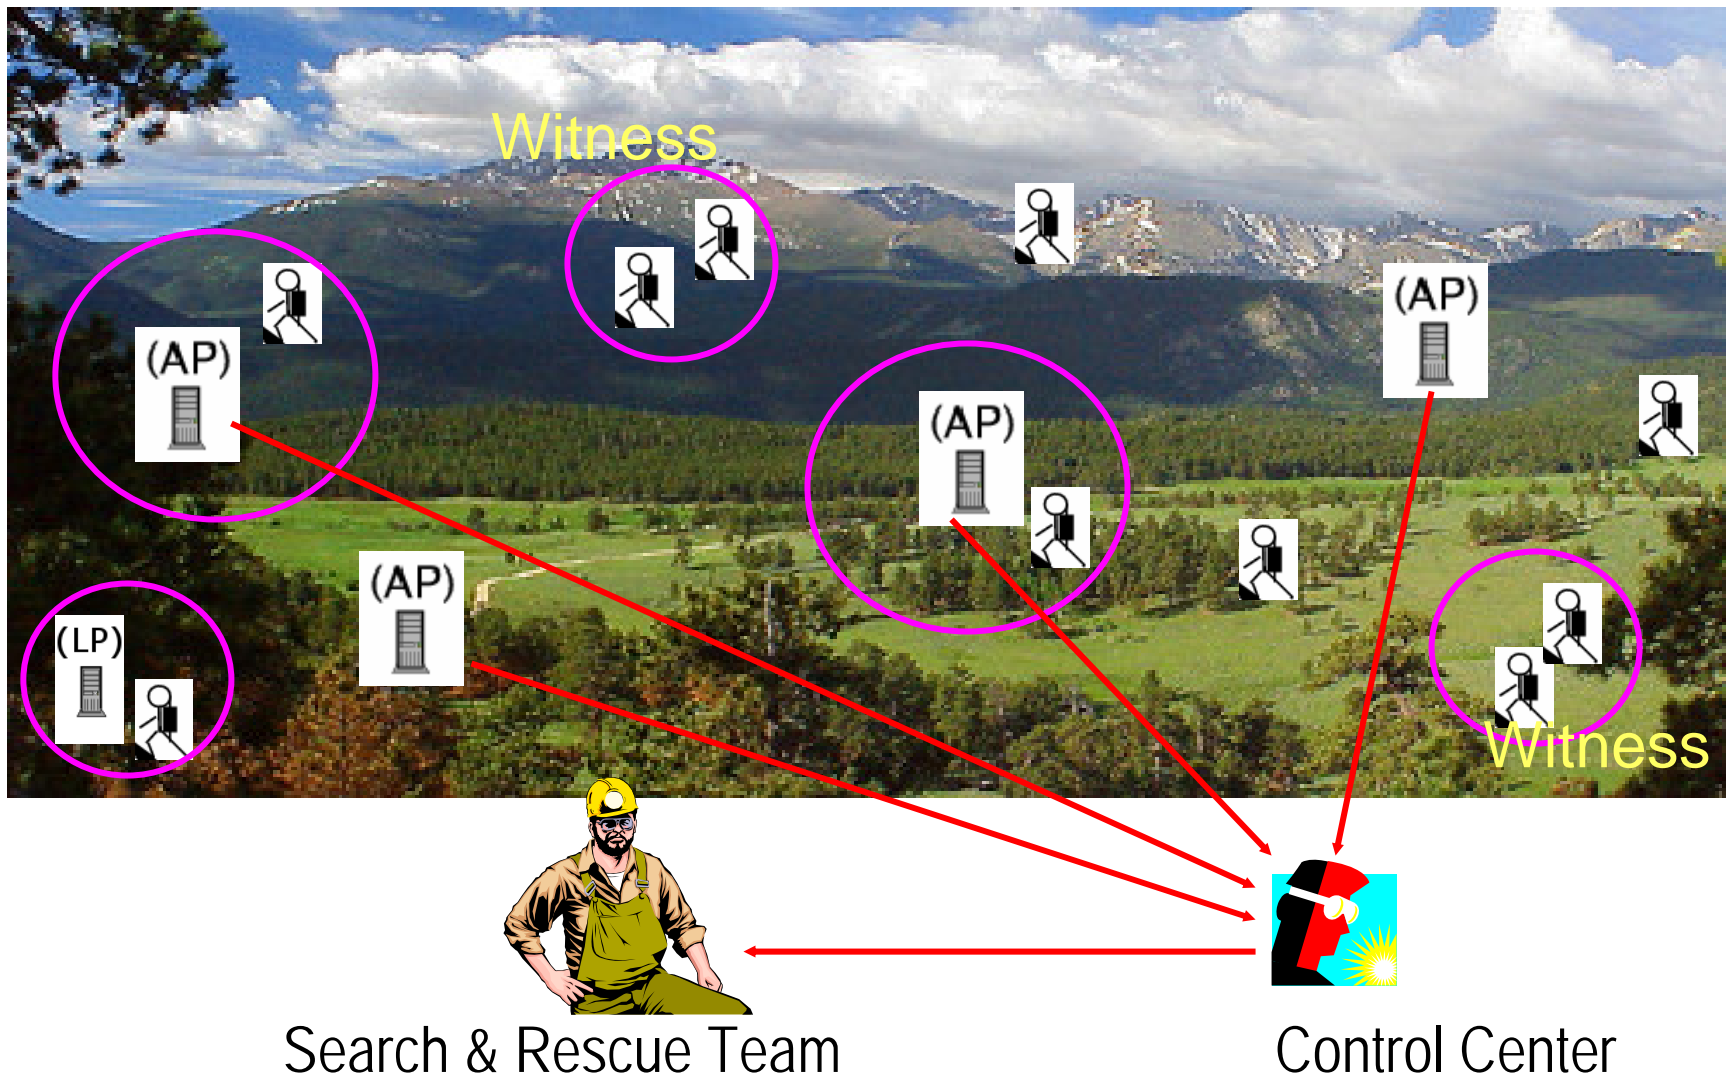 Witness
(AP)
(AP)
(AP)
(AP)
(LP)
Witness
Search & Rescue Team
Control Center